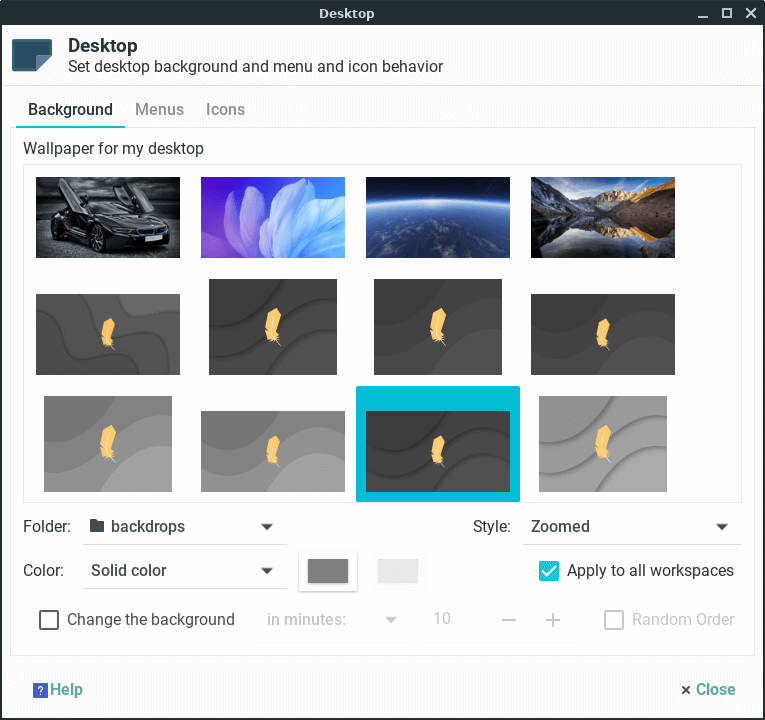 Desktop
Desktop
Set desktop background and menu and icon behavior
Background Menus Icons
Wallpaper for my desktop
Folder: backdrops Style: Zoomed
Color: Solid color Apply to all workspaces
Change the background in minutes: 10 Random Order
? Help Close